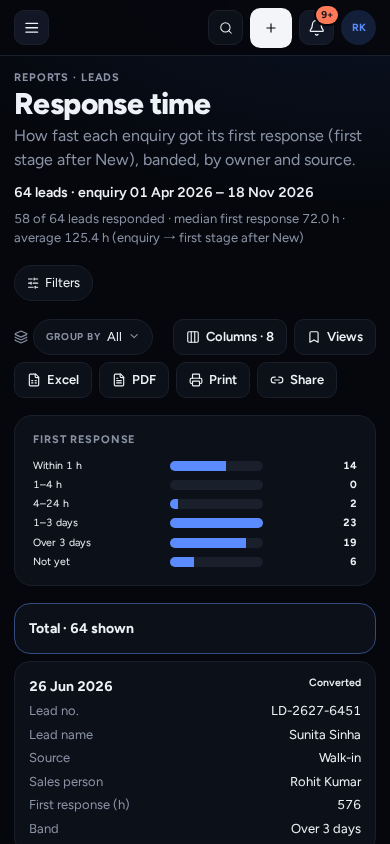 9+
RK
REPORTS · LEADS
Response time
How fast each enquiry got its first response (first
stage after New), banded, by owner and source.
64 leads · enquiry 01 Apr 2026 – 18 Nov 2026
58 of 64 leads responded · median first response 72.0 h ·
average 125.4 h (enquiry → first stage after New)
Filters
GROUP BY All
Columns · 8
Views
Excel
PDF
Print
Share
FIRST RESPONSE
Within 1 h 14
1–4 h 0
4–24 h 2
1–3 days 23
Over 3 days 19
Not yet 6
Total · 64 shown
26 Jun 2026 Converted
Lead no. LD-2627-6451
Lead name Sunita Sinha
Source Walk-in
Sales person Rohit Kumar
First response (h) 576
Band Over 3 days